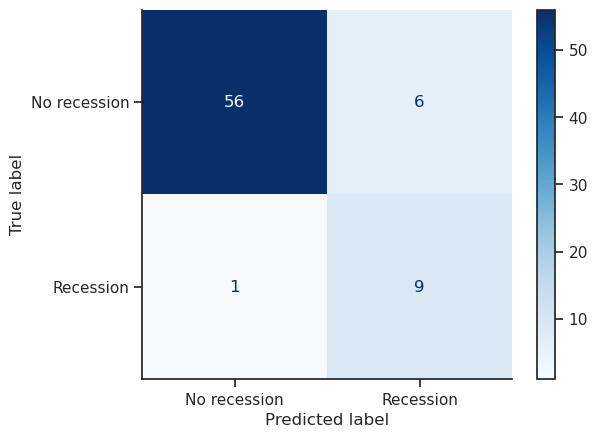 50
No recession
56
6
40
True label
30
20
Recession
1
9
10
No recession
Recession
Predicted label